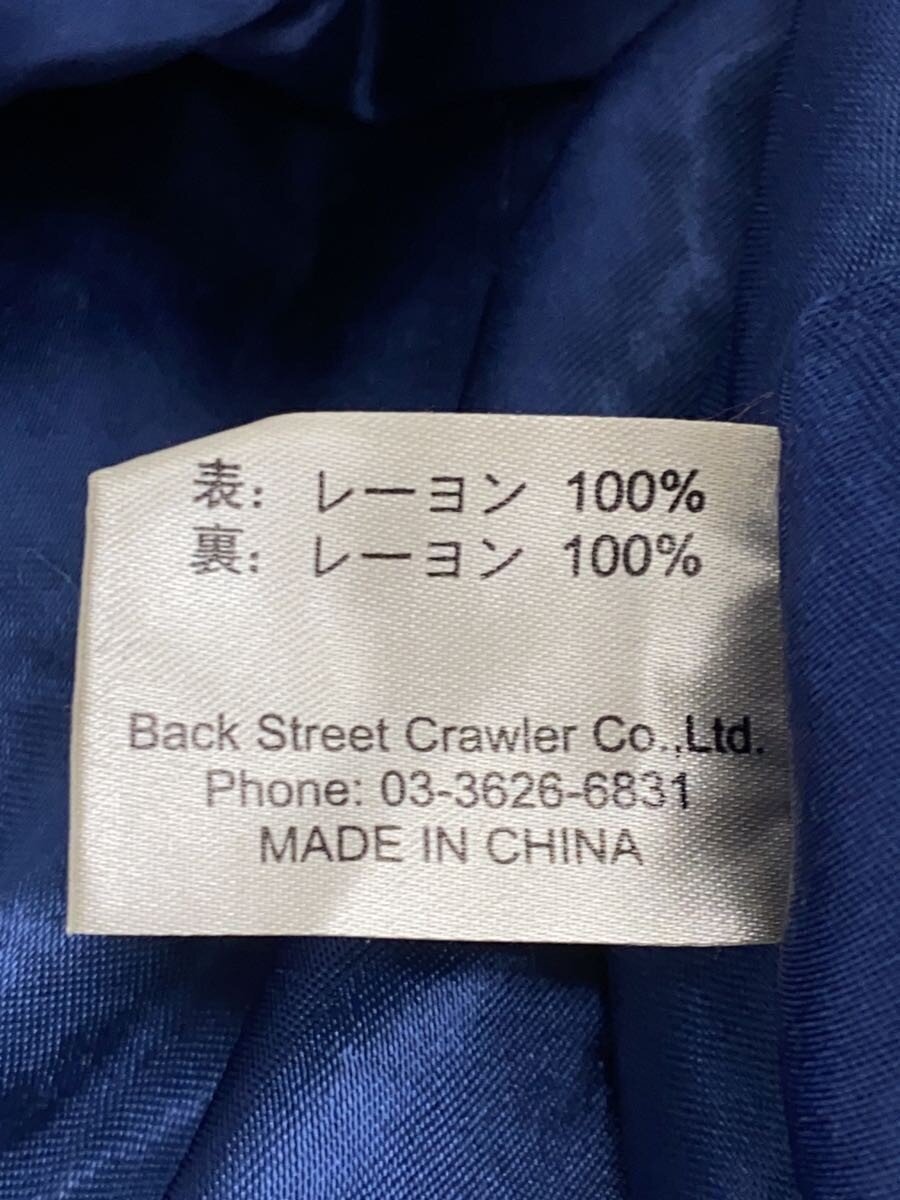 表: レーヨン 100%
裏: レーヨン 100%
Back Street Crawler Co.,Ltd.
Phone: 03-3626-6831
MADE IN CHINA